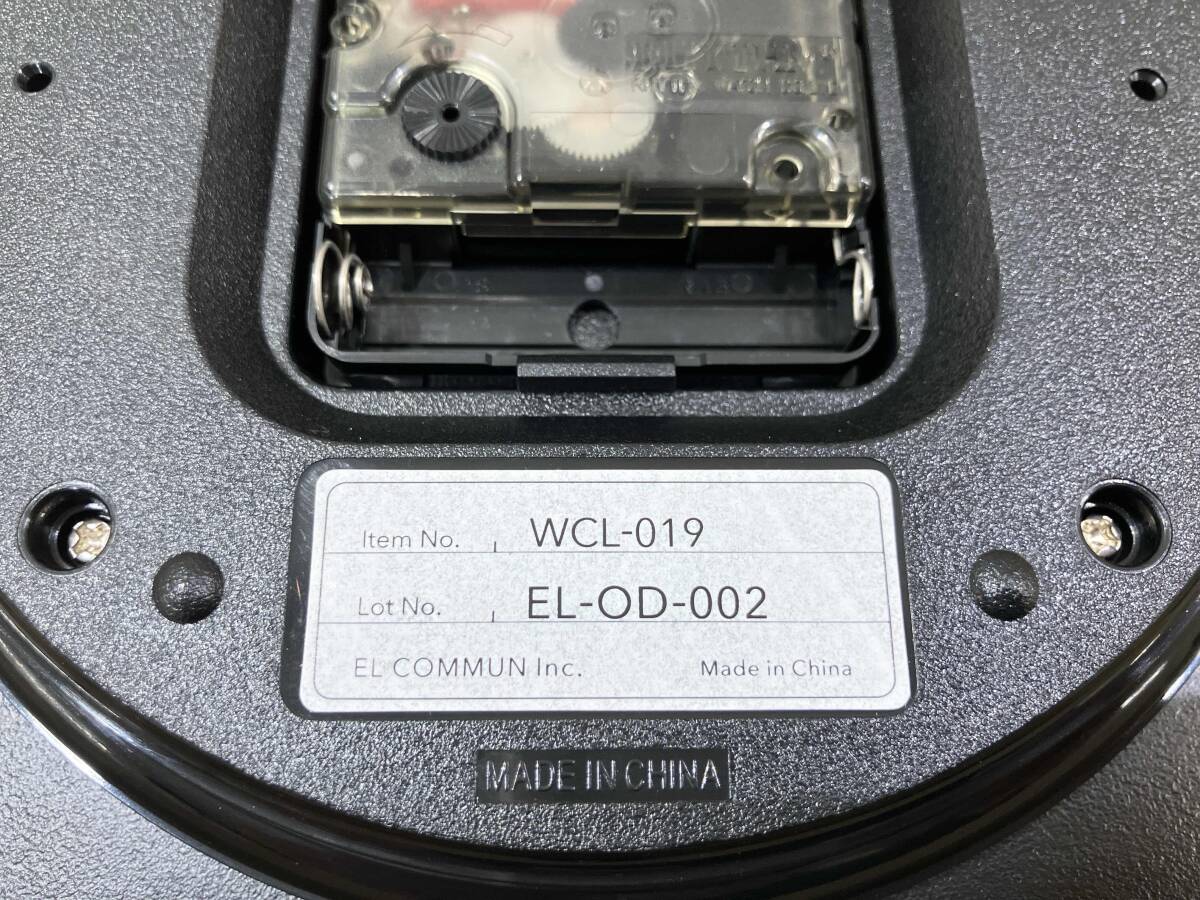 Item No. WCL-019
Lot No. EL-OD-002
EL COMMUN Inc. Made in China
MADE IN CHINA